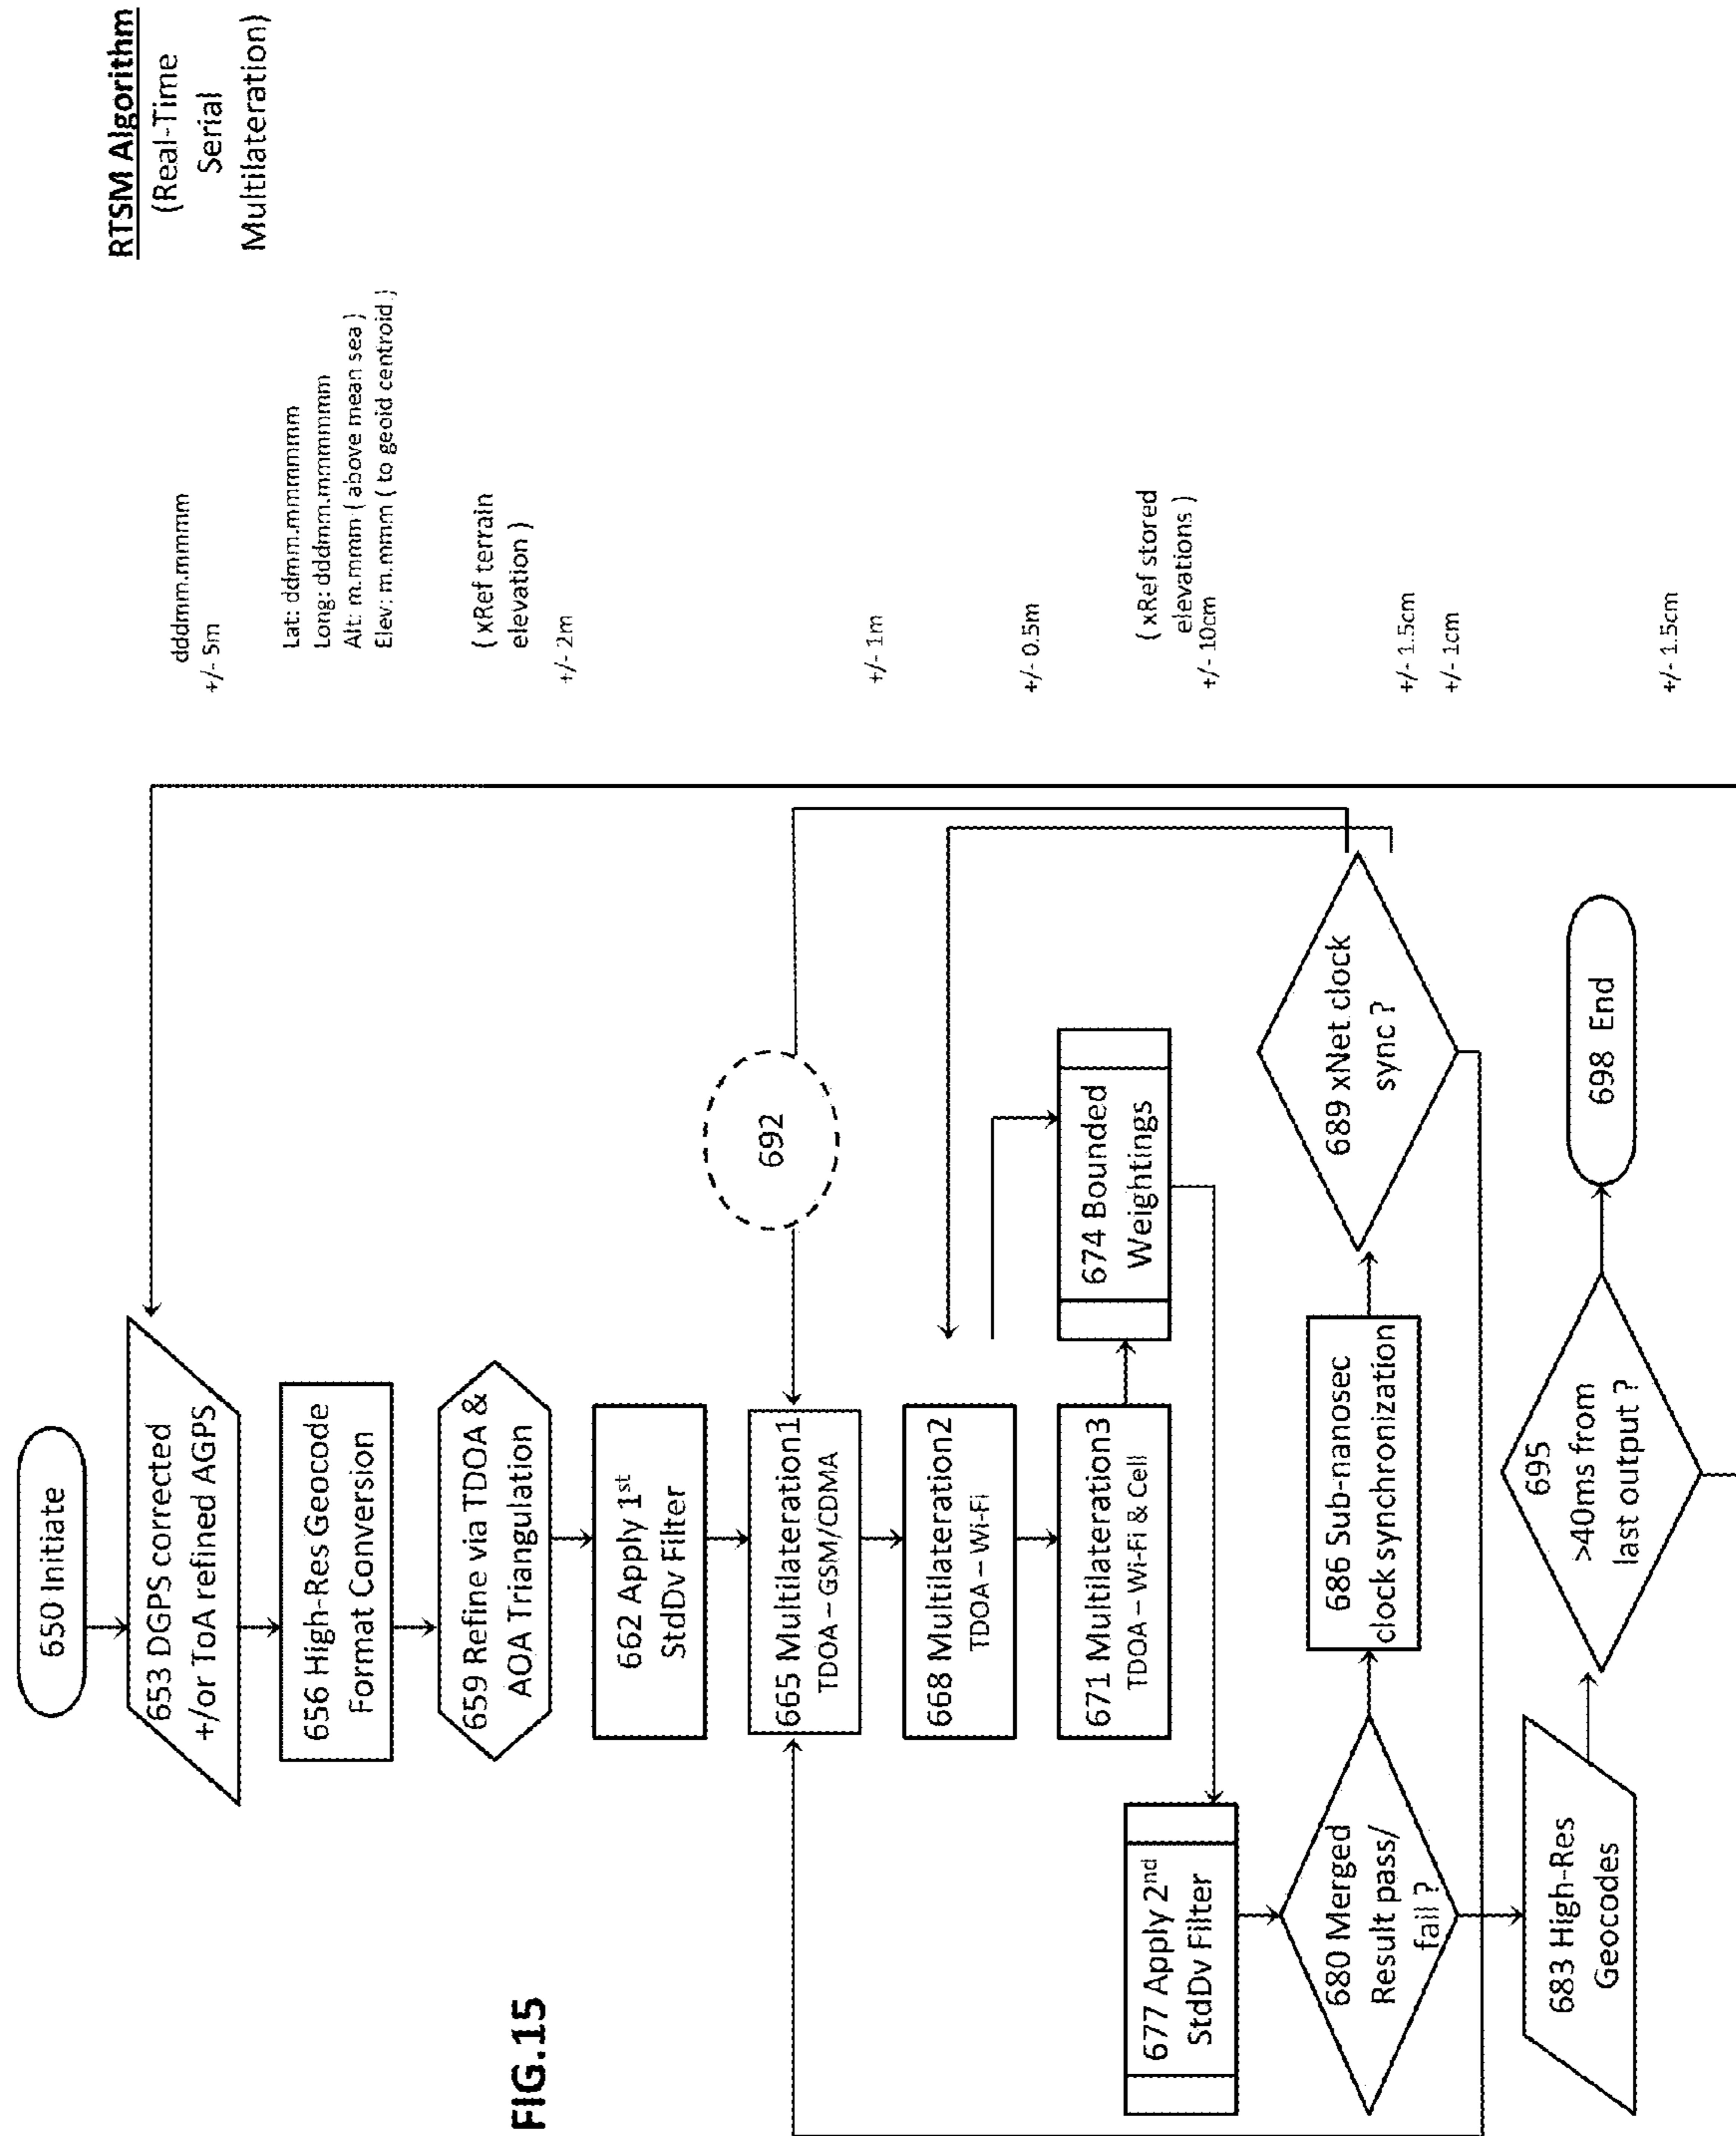 RTSM Algorithm
(Real-Time
Serial
Multilateration)
FIG.15
650 Initiate
653 DGPS corrected
+/or ToA refined AGPS
dddmm.mmmm
+/- 5m
656 High-Res Geocode
Format Conversion
Lat: ddmm.mmmmmm
Long: dddmm.mmmmmm
Alt: m.mmm ( above mean sea )
Elev: m.mmm ( to geoid centroid )
659 Refine via TDOA &
AOA Triangulation
( xRef terrain
elevation )
+/- 2m
662 Apply 1st
StdDv Filter
665 Multilateration1
TDOA – GSM/CDMA
692
+/- 1m
668 Multilateration2
TDOA – Wi-Fi
+/- 0.5m
671 Multilateration3
TDOA – Wi-Fi & Cell
674 Bounded
Weightings
( xRef stored
elevations )
+/- 10cm
677 Apply 2nd
StdDv Filter
680 Merged
Result pass/
fail ?
686 Sub-nanosec
clock synchronization
689 xNet clock
sync ?
+/- 1.5cm
+/- 1cm
683 High-Res
Geocodes
695
>40ms from
last output ?
698 End
+/- 1.5cm